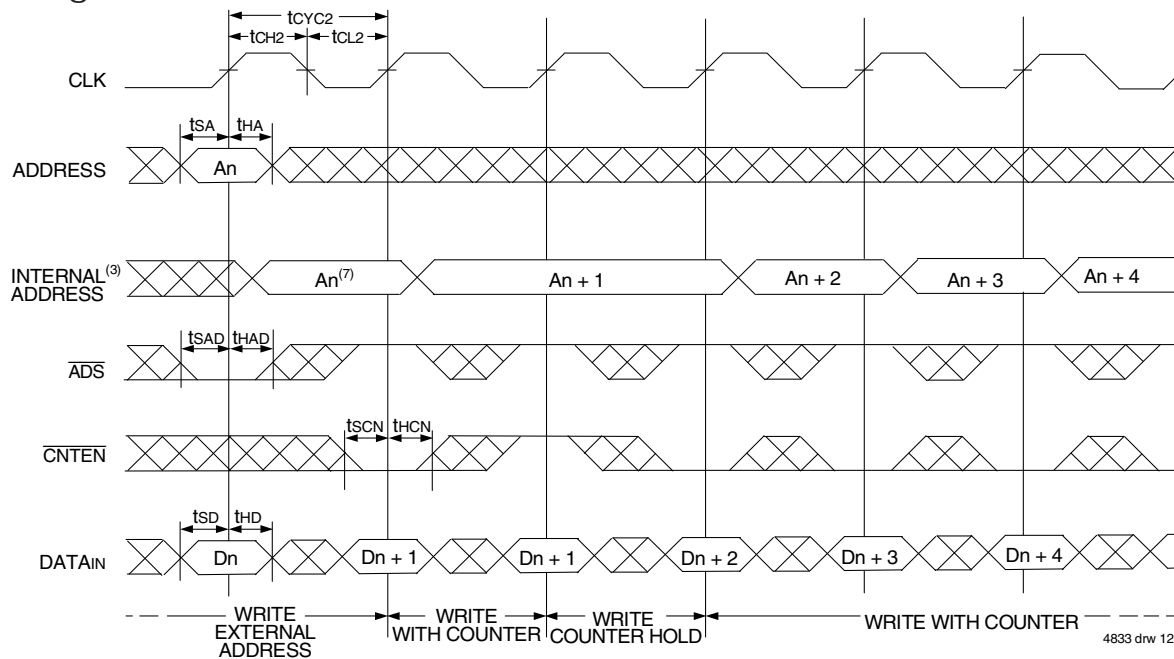 tCYC2
tCH2 tCL2
CLK
tSA tHA
ADDRESS An
INTERNAL(3)
ADDRESS
An(7) An + 1 An + 2 An + 3 An + 4
tSAD tHAD
ADS
tSCN tHCN
CNTEN
tSD tHD
DATAIN Dn Dn + 1 Dn + 1 Dn + 2 Dn + 3 Dn + 4
WRITE
EXTERNAL
ADDRESS
WRITE
WITH COUNTER
WRITE
COUNTER HOLD
WRITE WITH COUNTER
4833 drw 12